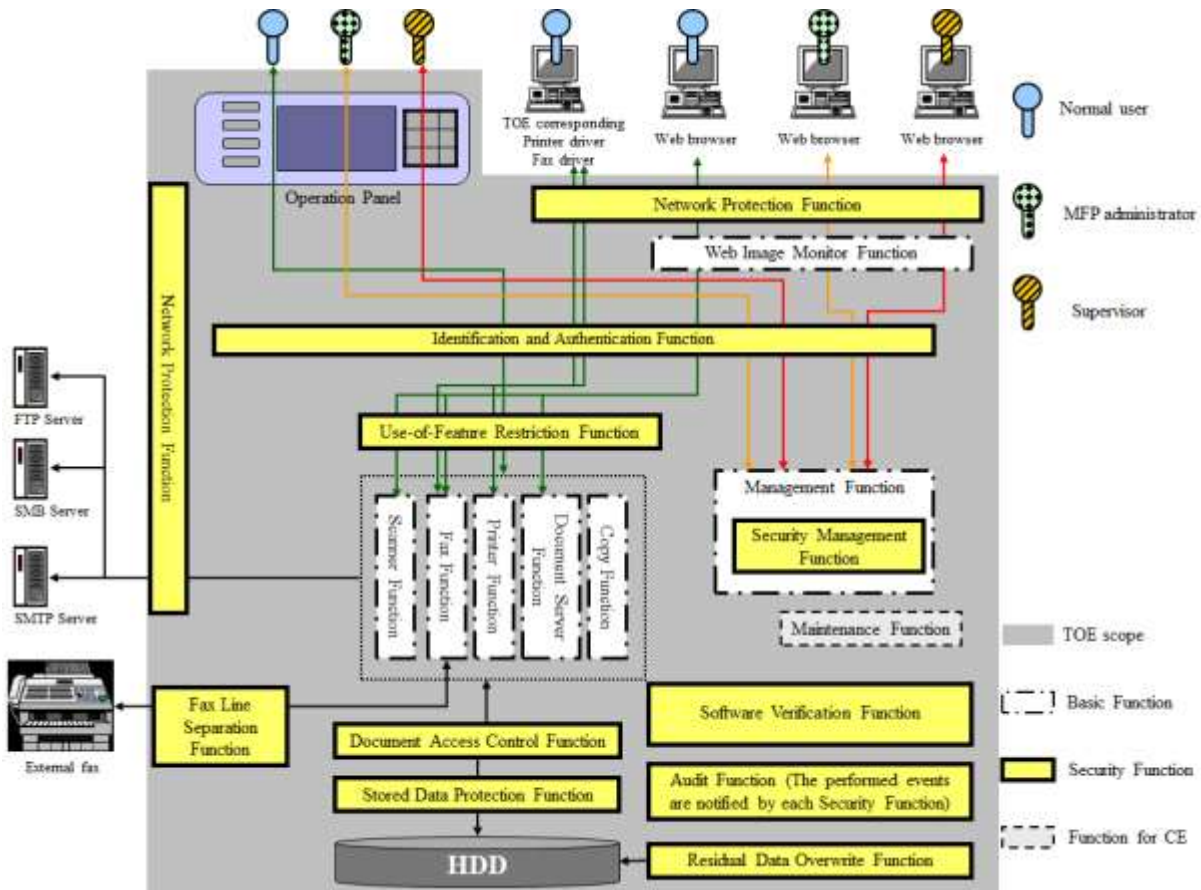 TOE corresponding
Printer driver
Fax driver
Web browser
Web browser
Web browser
Normal user
Operation Panel
Network Protection Function
MFP administrator
Web Image Monitor Function
Network Protection Function
Supervisor
Identification and Authentication Function
FTP Server
Use-of-Feature Restriction Function
SMB Server
Management Function
Security Management
Function
Scanner Function
Fax Function
Printer Function
Document Server
Function
Copy Function
SMTP Server
Maintenance Function
TOE scope
Fax Line
Separation
Function
Software Verification Function
Basic Function
Document Access Control Function
External fax
Stored Data Protection Function
Audit Function (The performed events
are notified by each Security Function)
Security Function
HDD
Residual Data Overwrite Function
Function for CE